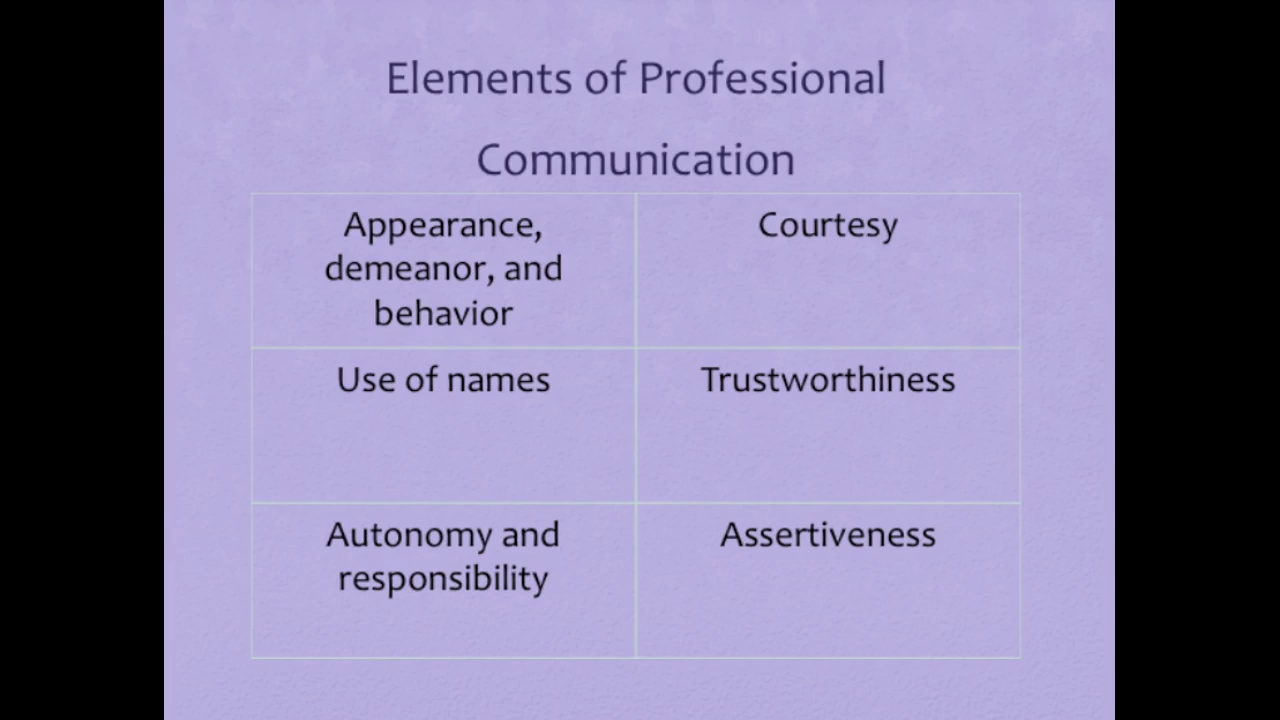 Elements of Professional
Communication
Appearance,
demeanor, and
behavior
Courtesy
Use of names
Trustworthiness
Autonomy and
responsibility
Assertiveness